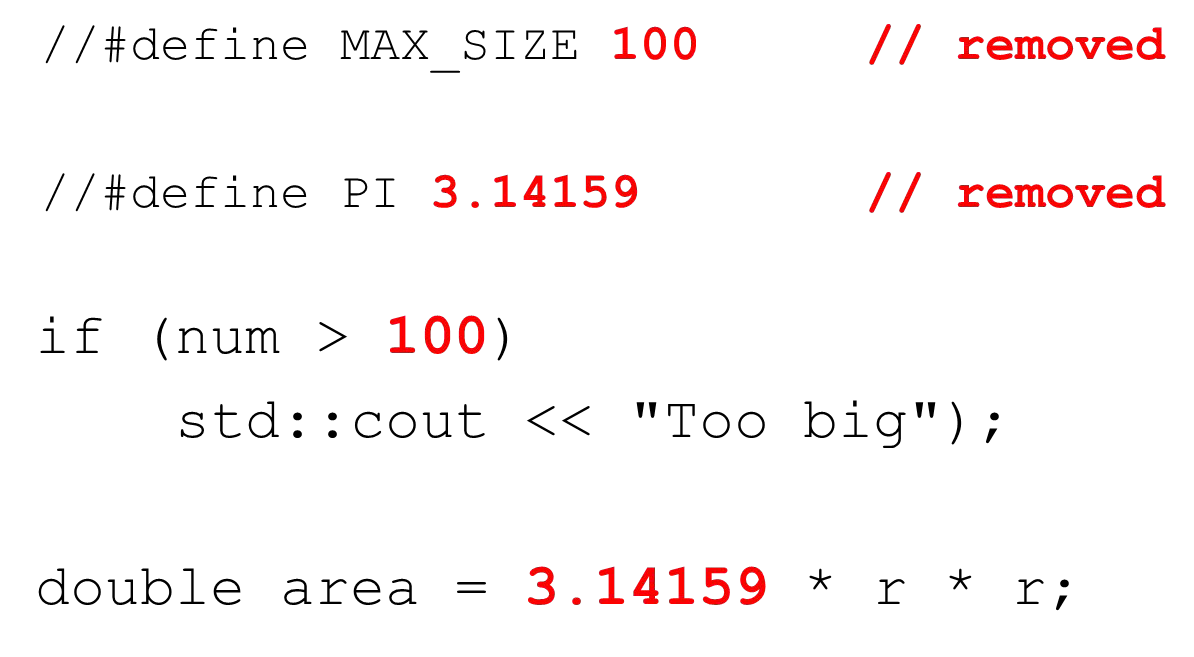 //#define MAX_SIZE 100 // removed
//#define PI 3.14159 // removed
if (num > 100)
std::cout << "Too big");
double area = 3.14159 * r * r;